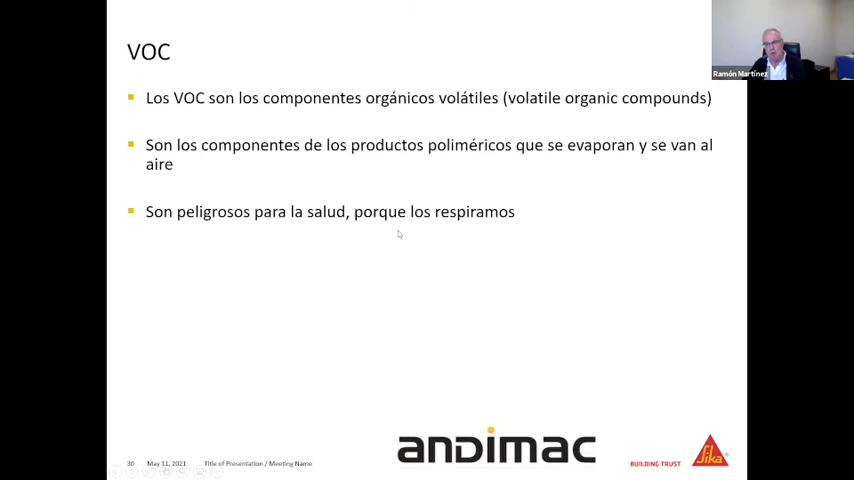 VOC
Ramón Martínez
Los VOC son los componentes orgánicos volátiles (volatile organic compounds)
Son los componentes de los productos poliméricos que se evaporan y se van al
aire
Son peligrosos para la salud, porque los respiramos
andimac
BUILDING TRUST
Sika
30 May 11, 2021 Title of Presentation / Meeting Name